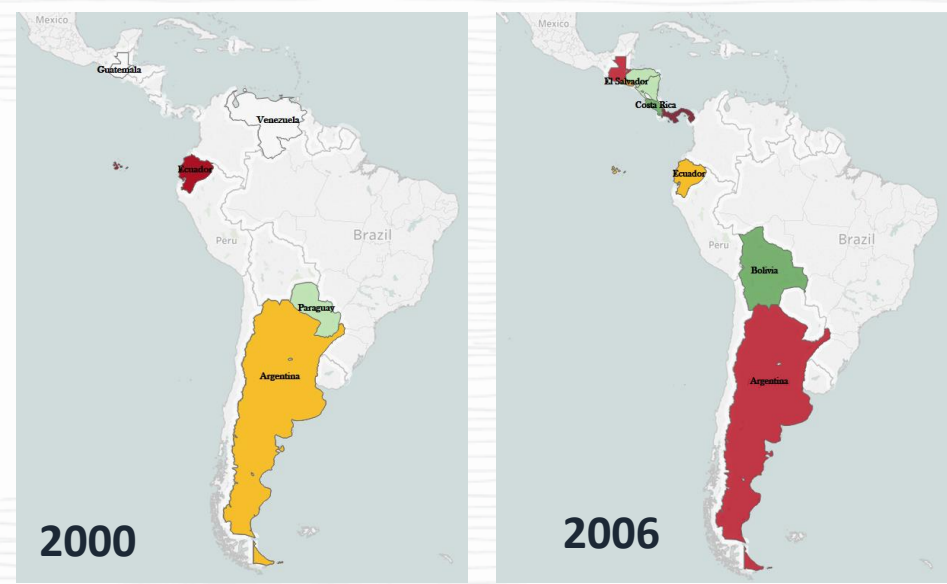 Mexico
Guatemala
Venezuela
Ecuador
Peru
Brazil
Paraguay
Argentina
2000
Mexico
El Salvador
Costa Rica
Ecuador
Peru
Brazil
Bolivia
Argentina
2006